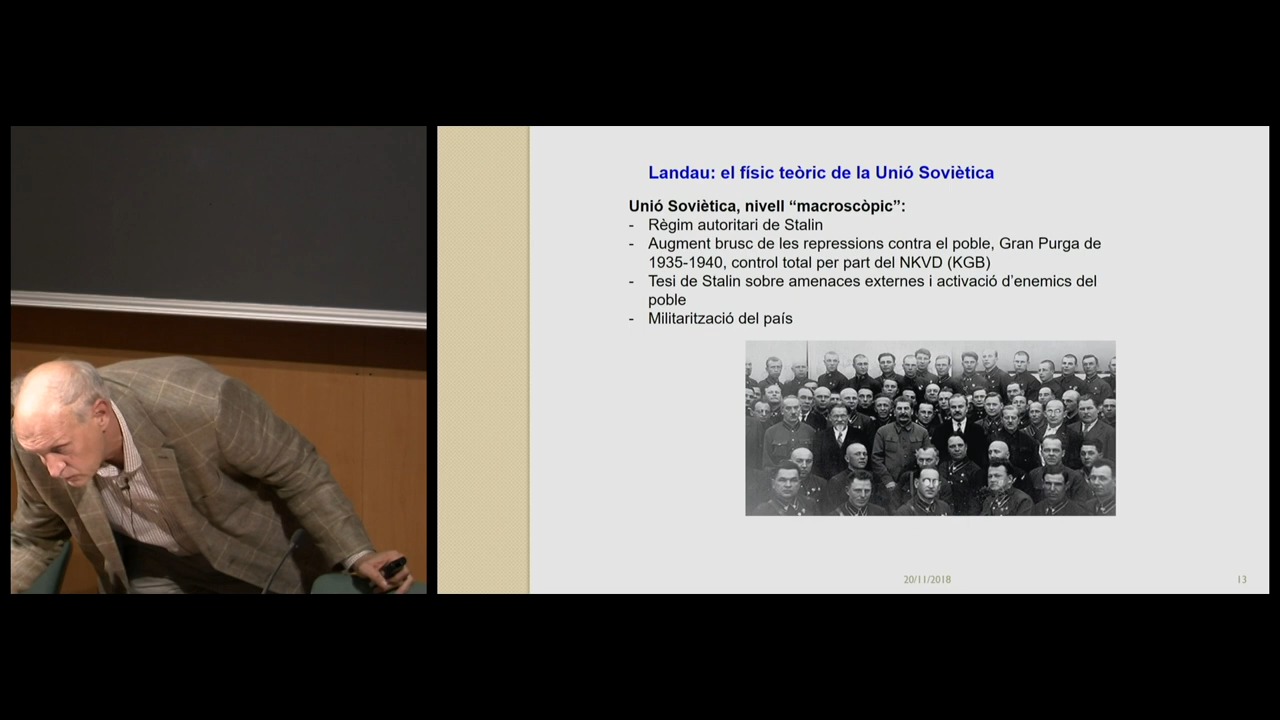 Landau: el físic teòric de la Unió Soviètica
Unió Soviètica, nivell “macroscòpic”:
- Règim autoritari de Stalin
- Augment brusc de les repressions contra el poble, Gran Purga de
1935-1940, control total per part del NKVD (KGB)
- Tesi de Stalin sobre amenaces externes i activació d’enemics del
poble
- Militarització del país
20/11/2018
13